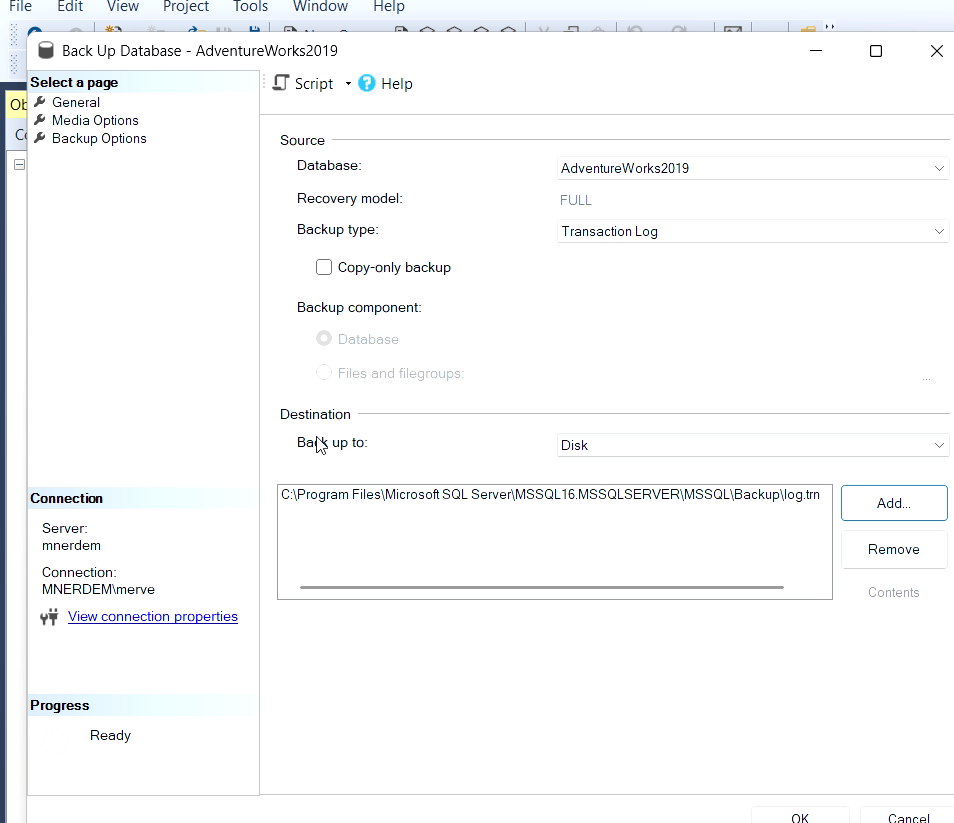 File Edit View Project Tools Window Help
Back Up Database - AdventureWorks2019
Select a page
General
Media Options
Backup Options
Script Help
Source
Database: AdventureWorks2019
Recovery model: FULL
Backup type: Transaction Log
Copy-only backup
Backup component:
Database
Files and filegroups:
...
Destination
Back up to: Disk
C:\Program Files\Microsoft SQL Server\MSSQL16.MSSQLSERVER\MSSQL\Backup\log.trn
Add...
Remove
Contents
Connection
Server:
mnerdem
Connection:
MNERDEM\merve
View connection properties
Progress
Ready
OK Cancel